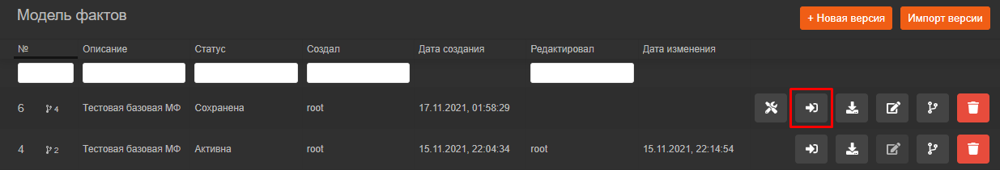 Модель фактов
+ Новая версия Импорт версии
№ Описание Статус Создал Дата создания Редактировал Дата изменения
6 4 Тестовая базовая МФ Сохранена root 17.11.2021, 01:58:29
4 2 Тестовая базовая МФ Активна root 15.11.2021, 22:04:34 root 15.11.2021, 22:14:54